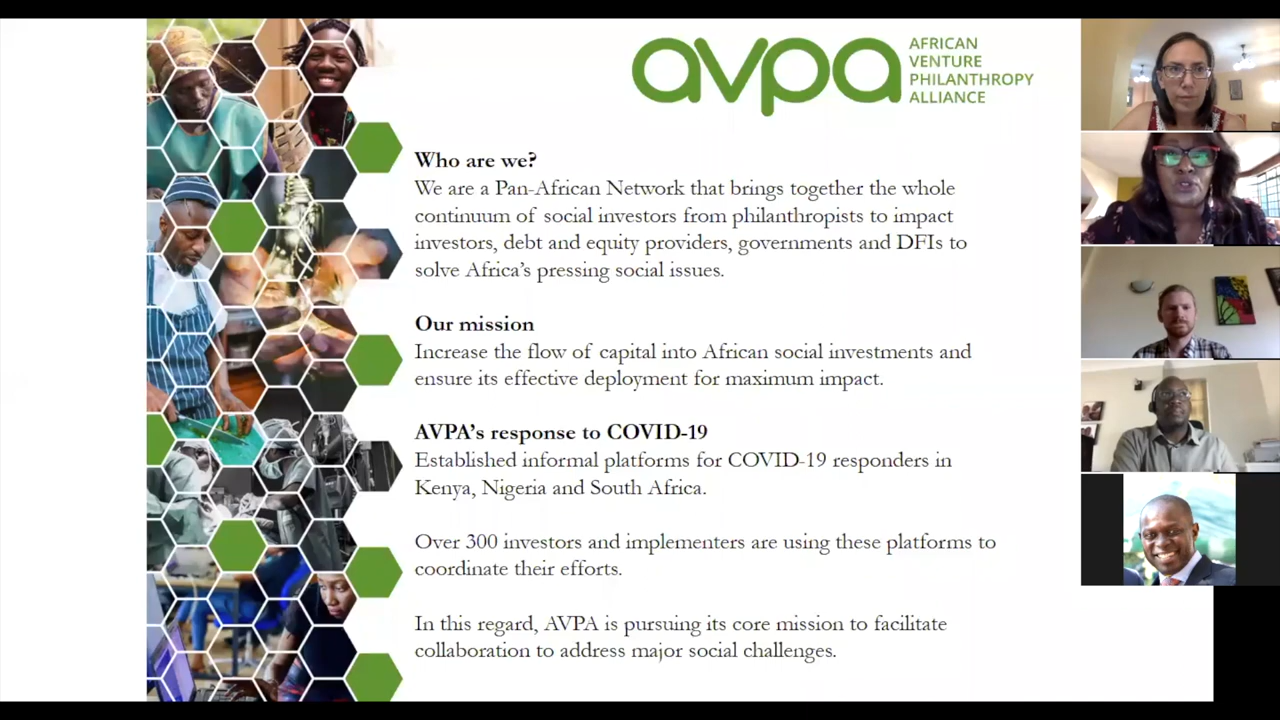 avpa
AFRICAN
VENTURE
PHILANTHROPY
ALLIANCE
Who are we?
We are a Pan-African Network that brings together the whole
continuum of social investors from philanthropists to impact
investors, debt and equity providers, governments and DFIs to
solve Africa's pressing social issues.
Our mission
Increase the flow of capital into African social investments and
ensure its effective deployment for maximum impact.
AVPA's response to COVID-19
Established informal platforms for COVID-19 responders in
Kenya, Nigeria and South Africa.
Over 300 investors and implementers are using these platforms to
coordinate their efforts.
In this regard, AVPA is pursuing its core mission to facilitate
collaboration to address major social challenges.